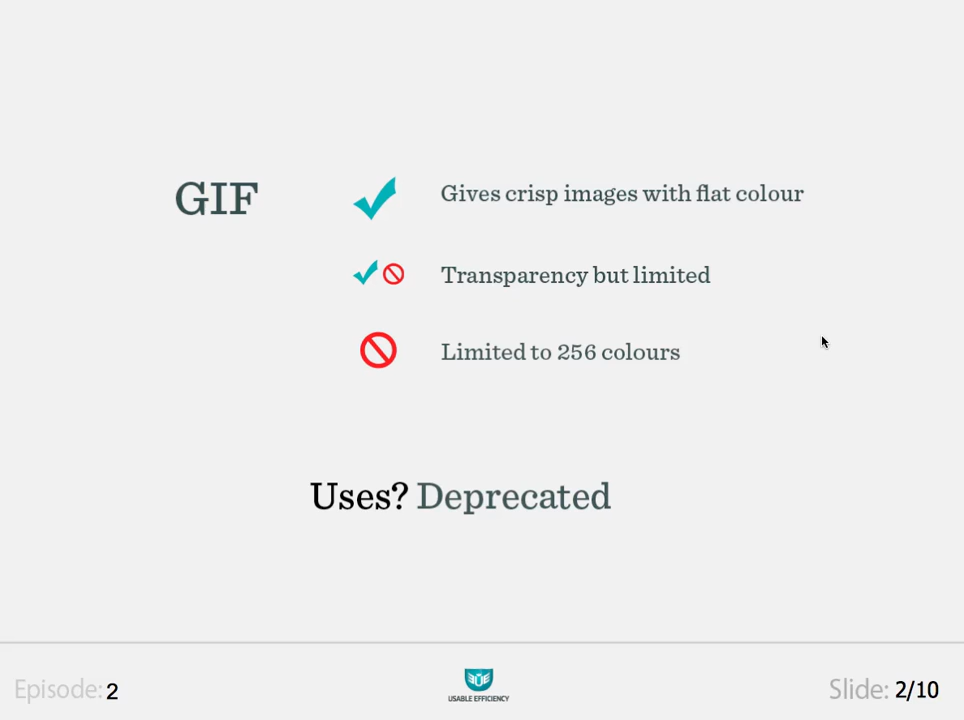 GIF
Gives crisp images with flat colour
Transparency but limited
Limited to 256 colours
Uses? Deprecated
Episode: 2
USABLE EFFICIENCY
Slide: 2/10